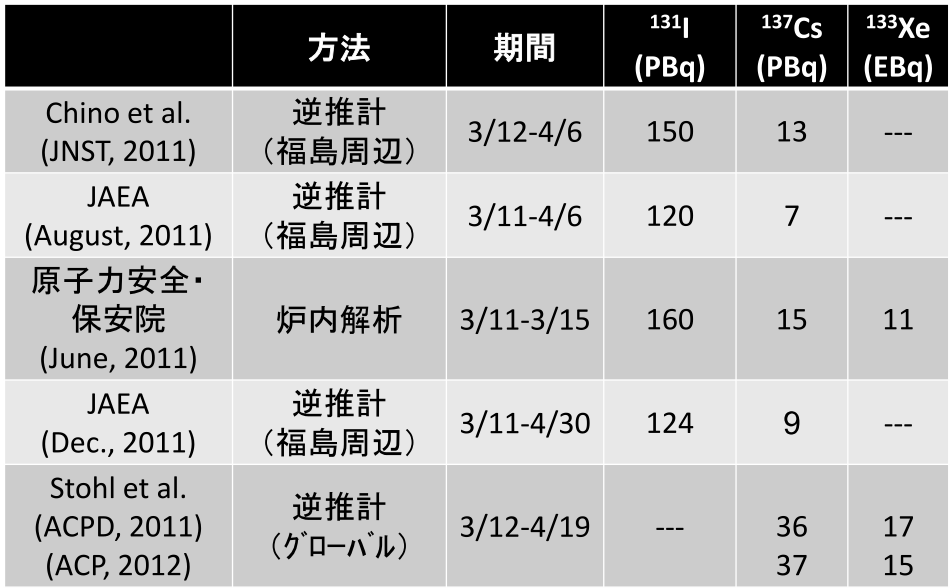 方法 期間 ¹³¹I (PBq) ¹³⁷Cs (PBq) ¹³³Xe (EBq)
Chino et al. (JNST, 2011) 逆推計 (福島周辺) 3/12-4/6 150 13 ---
JAEA (August, 2011) 逆推計 (福島周辺) 3/11-4/6 120 7 ---
原子力安全・保安院 (June, 2011) 炉内解析 3/11-3/15 160 15 11
JAEA (Dec., 2011) 逆推計 (福島周辺) 3/11-4/30 124 9 ---
Stohl et al. (ACPD, 2011) (ACP, 2012) 逆推計 (ｸﾞﾛｰﾊﾞﾙ) 3/12-4/19 --- 36 37 17 15